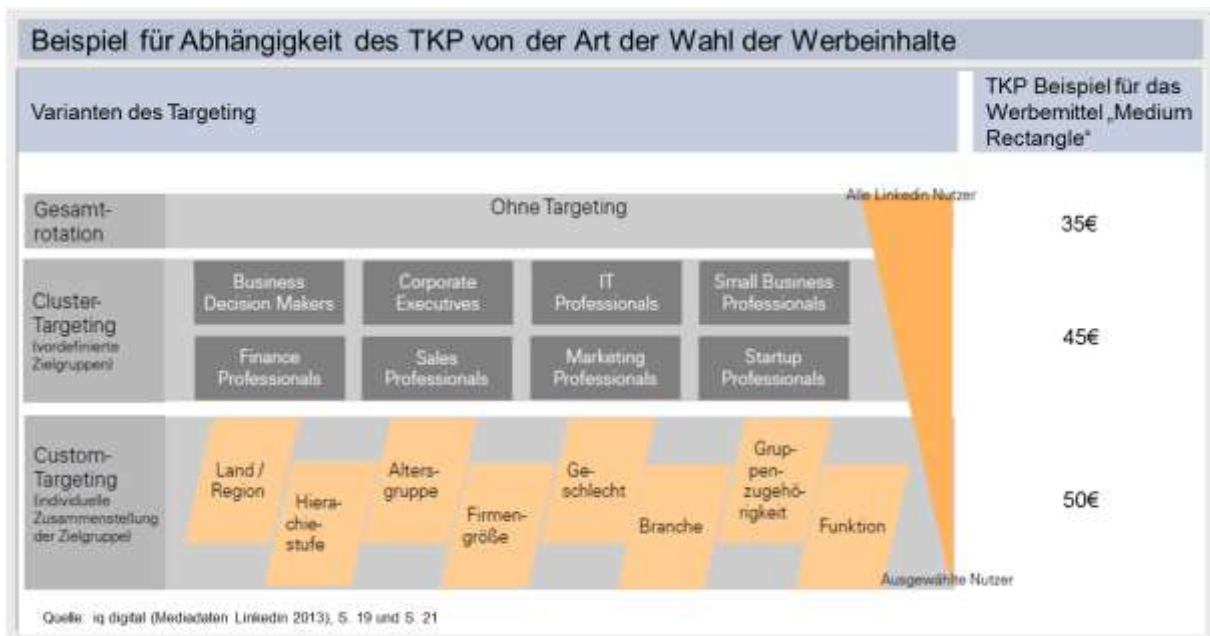 Beispiel für Abhängigkeit des TKP von der Art der Wahl der Werbeinhalte
Varianten des Targeting
TKP Beispiel für das
Werbemittel „Medium
Rectangle“
Gesamt-
rotation
Ohne Targeting
Alle Linkedin Nutzer
35€
Cluster-
Targeting
(vordefinierte
Zielgruppen)
Business
Decision Makers
Corporate
Executives
IT
Professionals
Small Business
Professionals
Finance
Professionals
Sales
Professionals
Marketing
Professionals
Startup
Professionals
45€
Custom-
Targeting
(individuelle
Zusammenstellung
der Zielgruppe)
Land /
Region
Hiera-
chie-
stufe
Alters-
gruppe
Firmen-
größe
Ge-
schlecht
Branche
Grup-
pen-
zugehö-
rigkeit
Funktion
50€
Ausgewählte Nutzer
Quelle: iq digital (Mediadaten Linkedin 2013), S. 19 und S. 21